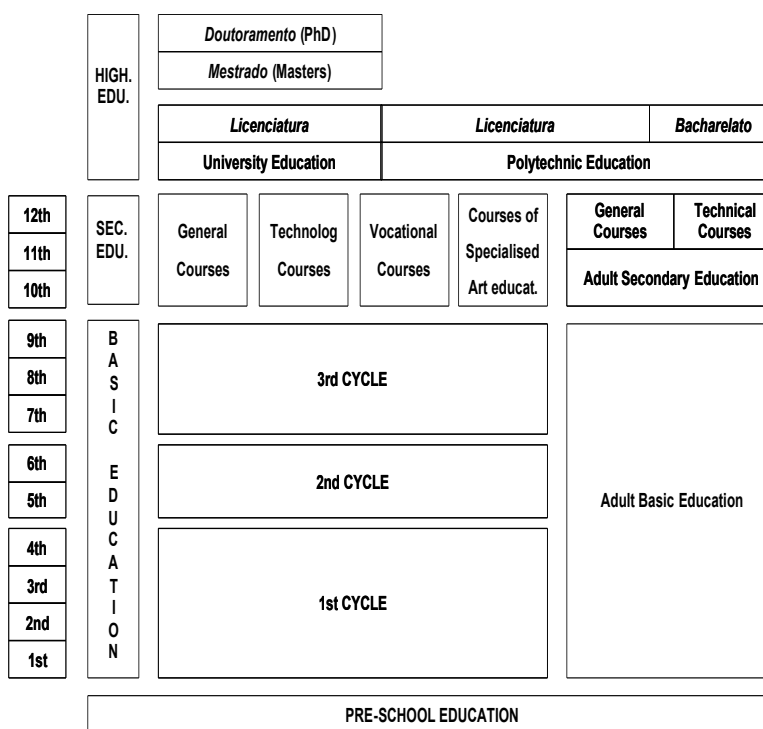 Doutoramento (PhD)
Mestrado (Masters)
HIGH.
EDU.
Licenciatura
Licenciatura
Bacharelato
University Education
Polytechnic Education
12th
11th
10th
SEC.
EDU.
General
Courses
Technolog
Courses
Vocational
Courses
Courses of
Specialised
Art educat.
General
Courses
Technical
Courses
Adult Secondary Education
9th
8th
7th
6th
5th
4th
3rd
2nd
1st
BASIC EDUCATION
3rd CYCLE
2nd CYCLE
1st CYCLE
Adult Basic Education
PRE-SCHOOL EDUCATION